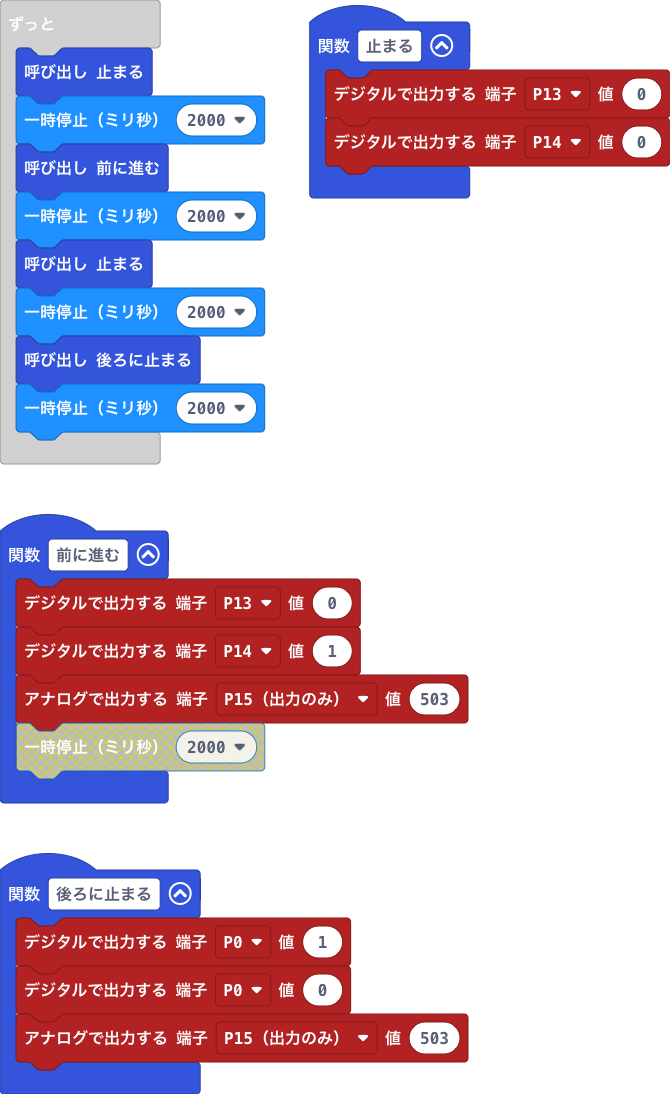 ずっと
呼び出し 止まる
一時停止（ミリ秒） 2000
呼び出し 前に進む
一時停止（ミリ秒） 2000
呼び出し 止まる
一時停止（ミリ秒） 2000
呼び出し 後ろに止まる
一時停止（ミリ秒） 2000
関数 止まる
デジタルで出力する 端子 P13 値 0
デジタルで出力する 端子 P14 値 0
関数 前に進む
デジタルで出力する 端子 P13 値 0
デジタルで出力する 端子 P14 値 1
アナログで出力する 端子 P15（出力のみ） 値 503
一時停止（ミリ秒） 2000
関数 後ろに止まる
デジタルで出力する 端子 P0 値 1
デジタルで出力する 端子 P0 値 0
アナログで出力する 端子 P15（出力のみ） 値 503